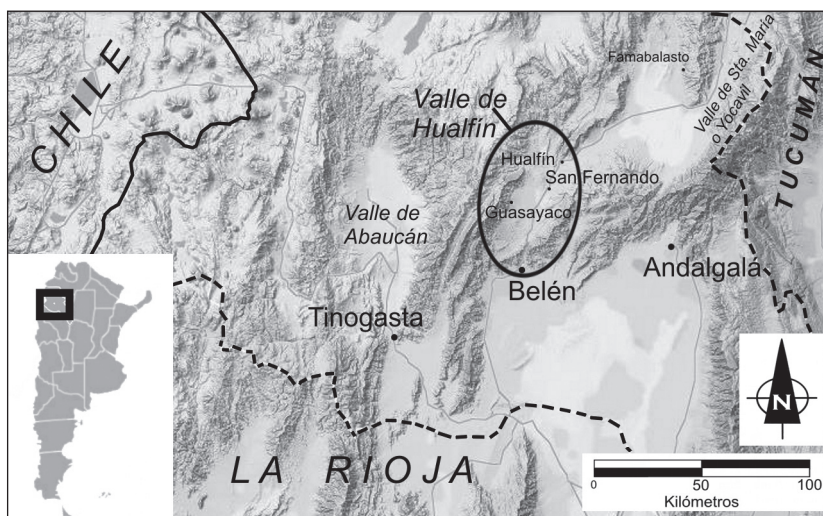 CHILE
Famabalasto
Valle de Sta. María
o Yocavil
TUCUMÁN
Valle de
Hualfín
Hualfín
San Fernando
Guasayaco
Valle de
Abaucán
Andalgalá
Belén
Tinogasta
LA RIOJA
N
0 50 100
Kilómetros